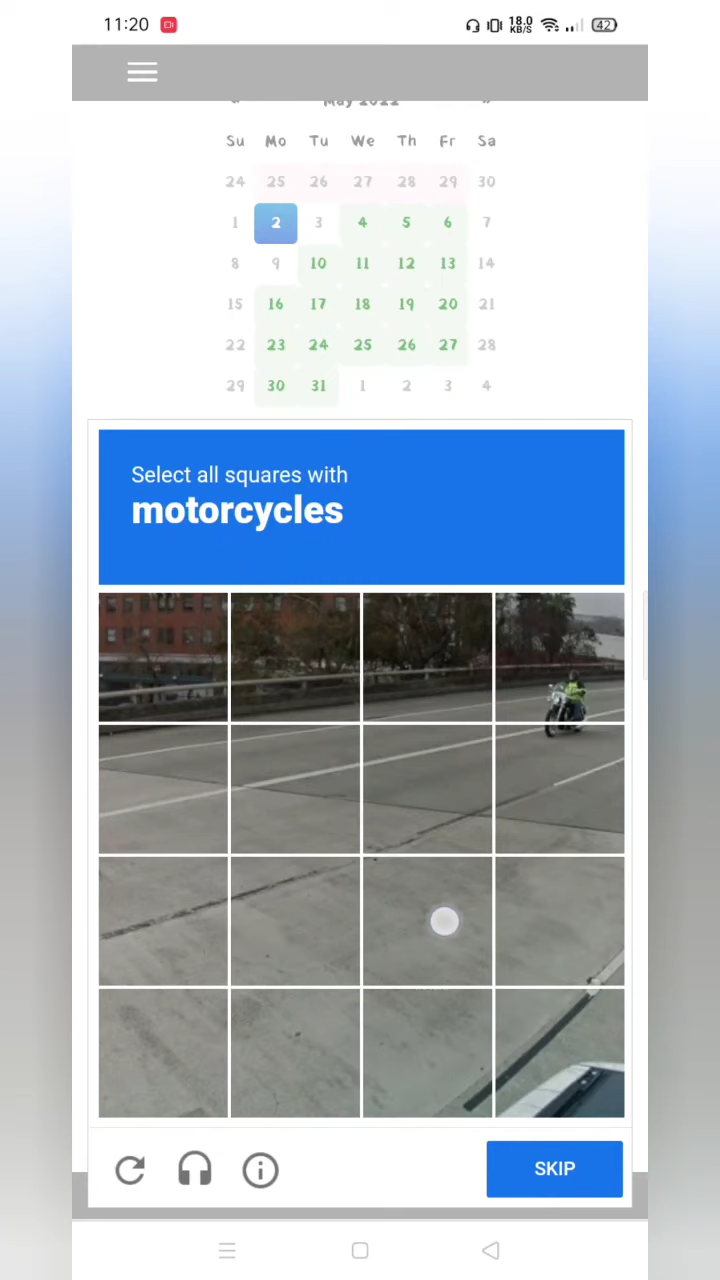 11:20
18.0
KB/S
42
« May 2022 »
Su Mo Tu We Th Fr Sa
24 25 26 27 28 29 30
1 2 3 4 5 6 7
8 9 10 11 12 13 14
15 16 17 18 19 20 21
22 23 24 25 26 27 28
29 30 31 1 2 3 4
Select all squares with
motorcycles
SKIP